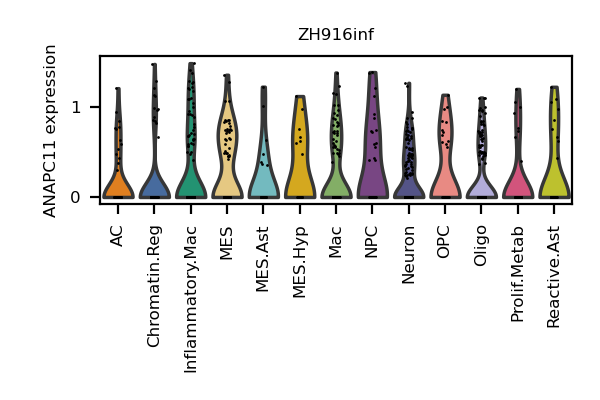 ZH916inf
ANAPC11 expression
1
0
AC
Chromatin.Reg
Inflammatory.Mac
MES
MES.Ast
MES.Hyp
Mac
NPC
Neuron
OPC
Oligo
Prolif.Metab
Reactive.Ast